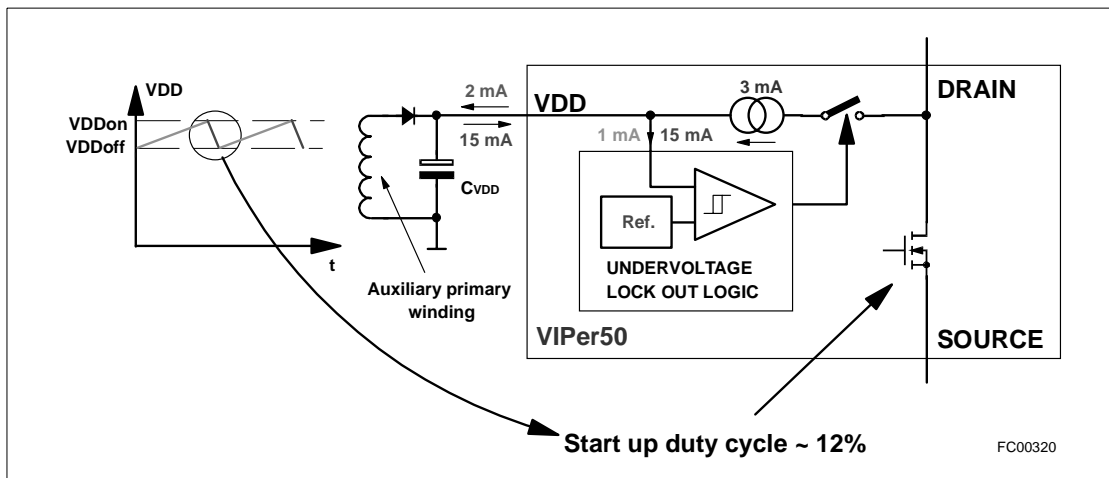 VDD
VDDon
VDDoff
t
Auxiliary primary
winding
2 mA
15 mA
CVDD
VDD
1 mA
15 mA
3 mA
DRAIN
Ref.
UNDERVOLTAGE
LOCK OUT LOGIC
VIPer50
SOURCE
Start up duty cycle ~ 12%
FC00320